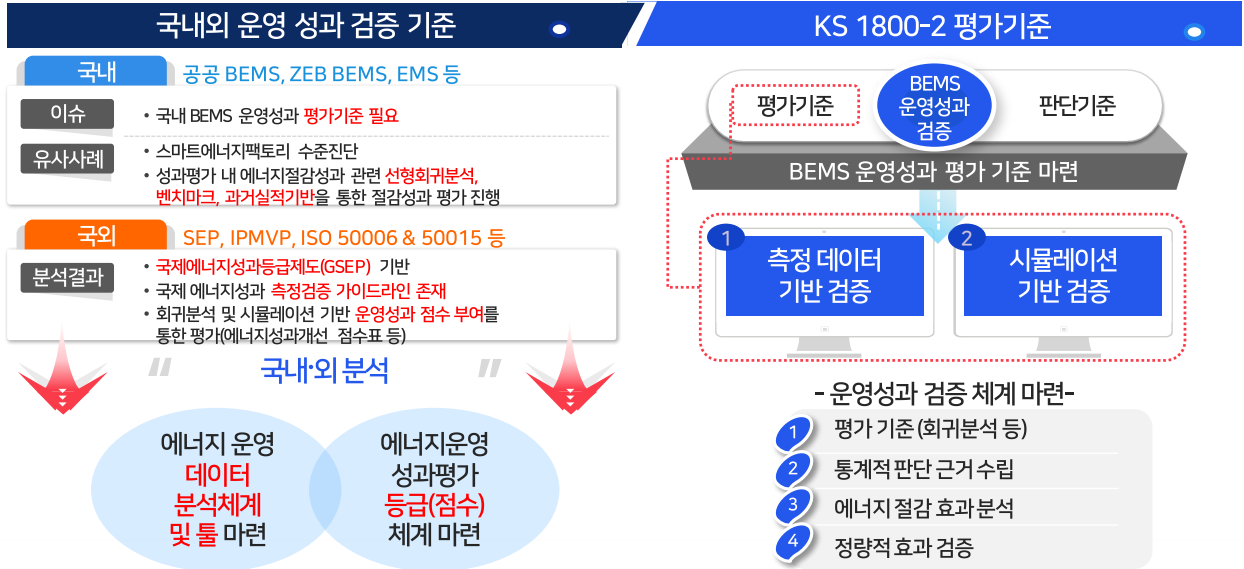 국내외 운영 성과 검증 기준
국내
공공 BEMS, ZEB BEMS, EMS 등
이슈
• 국내 BEMS 운영성과 평가기준 필요
유사사례
• 스마트에너지팩토리 수준진단
• 성과평가 내 에너지절감성과 관련 선형회귀분석,
벤치마크, 과거실적기반을 통한 절감성과 평가 진행
국외
SEP, IPMVP, ISO 50006 & 50015 등
분석결과
• 국제에너지성과등급제도(GSEP) 기반
• 국제 에너지성과 측정검증 가이드라인 존재
• 회귀분석 및 시뮬레이션 기반 운영성과 점수 부여를
통한 평가(에너지성과개선 점수표 등)
" 국내·외 분석 "
에너지 운영
데이터
분석체계
및 툴 마련
에너지운영
성과평가
등급(점수)
체계 마련
KS 1800-2 평가기준
평가기준
BEMS
운영성과
검증
판단기준
BEMS 운영성과 평가 기준 마련
1
측정 데이터
기반 검증
2
시뮬레이션
기반 검증
- 운영성과 검증 체계 마련-
1 평가 기준 (회귀분석 등)
2 통계적 판단 근거 수립
3 에너지 절감 효과 분석
4 정량적 효과 검증